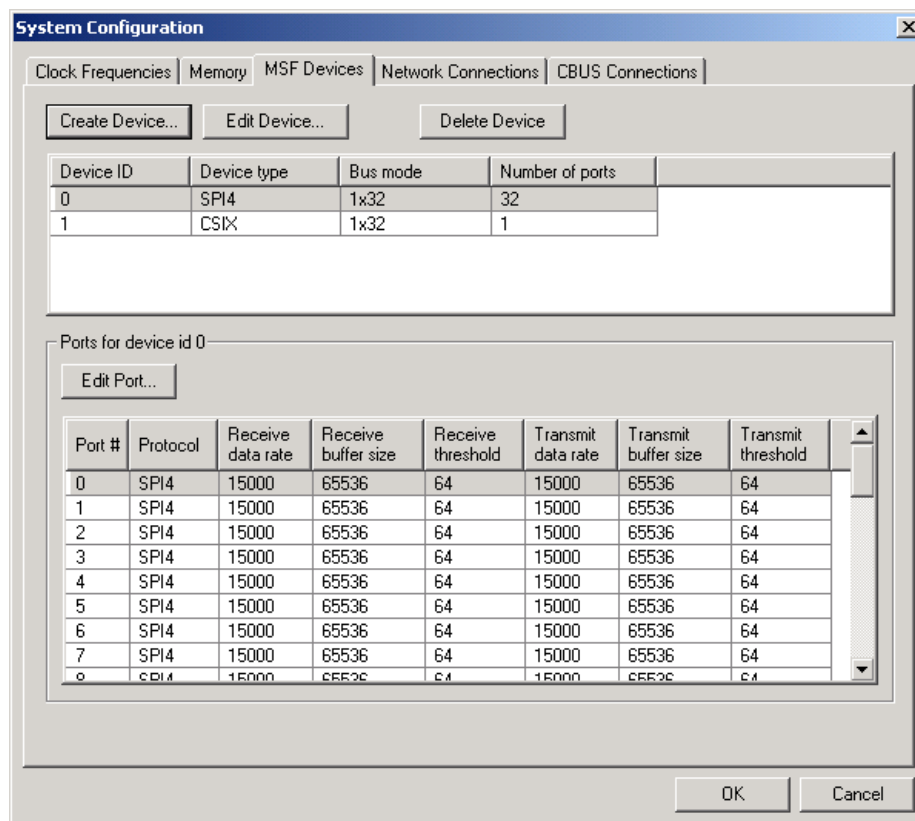 System Configuration
Clock Frequencies Memory MSF Devices Network Connections CBUS Connections
Create Device... Edit Device... Delete Device
Device ID Device type Bus mode Number of ports
0 SPI4 1x32 32
1 CSIX 1x32 1
Ports for device id 0
Edit Port...
Port # Protocol Receive data rate Receive buffer size Receive threshold Transmit data rate Transmit buffer size Transmit threshold
0 SPI4 15000 65536 64 15000 65536 64
1 SPI4 15000 65536 64 15000 65536 64
2 SPI4 15000 65536 64 15000 65536 64
3 SPI4 15000 65536 64 15000 65536 64
4 SPI4 15000 65536 64 15000 65536 64
5 SPI4 15000 65536 64 15000 65536 64
6 SPI4 15000 65536 64 15000 65536 64
7 SPI4 15000 65536 64 15000 65536 64
OK Cancel